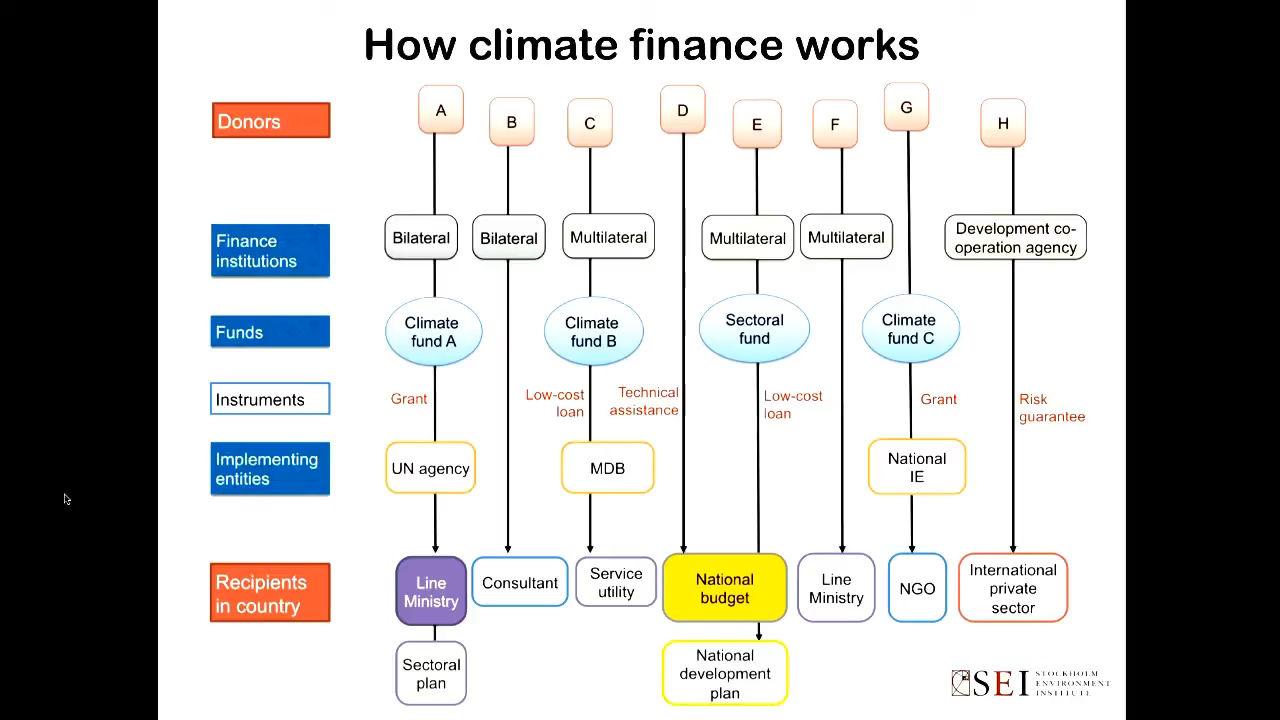 How climate finance works
Donors
A
B
C
D
E
F
G
H
Finance
institutions
Bilateral
Bilateral
Multilateral
Multilateral
Multilateral
Development co-
operation agency
Funds
Climate
fund A
Climate
fund B
Sectoral
fund
Climate
fund C
Instruments
Grant
Low-cost
loan
Technical
assistance
Low-cost
loan
Grant
Risk
guarantee
Implementing
entities
UN agency
MDB
National
IE
Recipients
in country
Line
Ministry
Consultant
Service
utility
National
budget
Line
Ministry
NGO
International
private
sector
Sectoral
plan
National
development
plan
SEI
STOCKHOLM
ENVIRONMENT
INSTITUTE